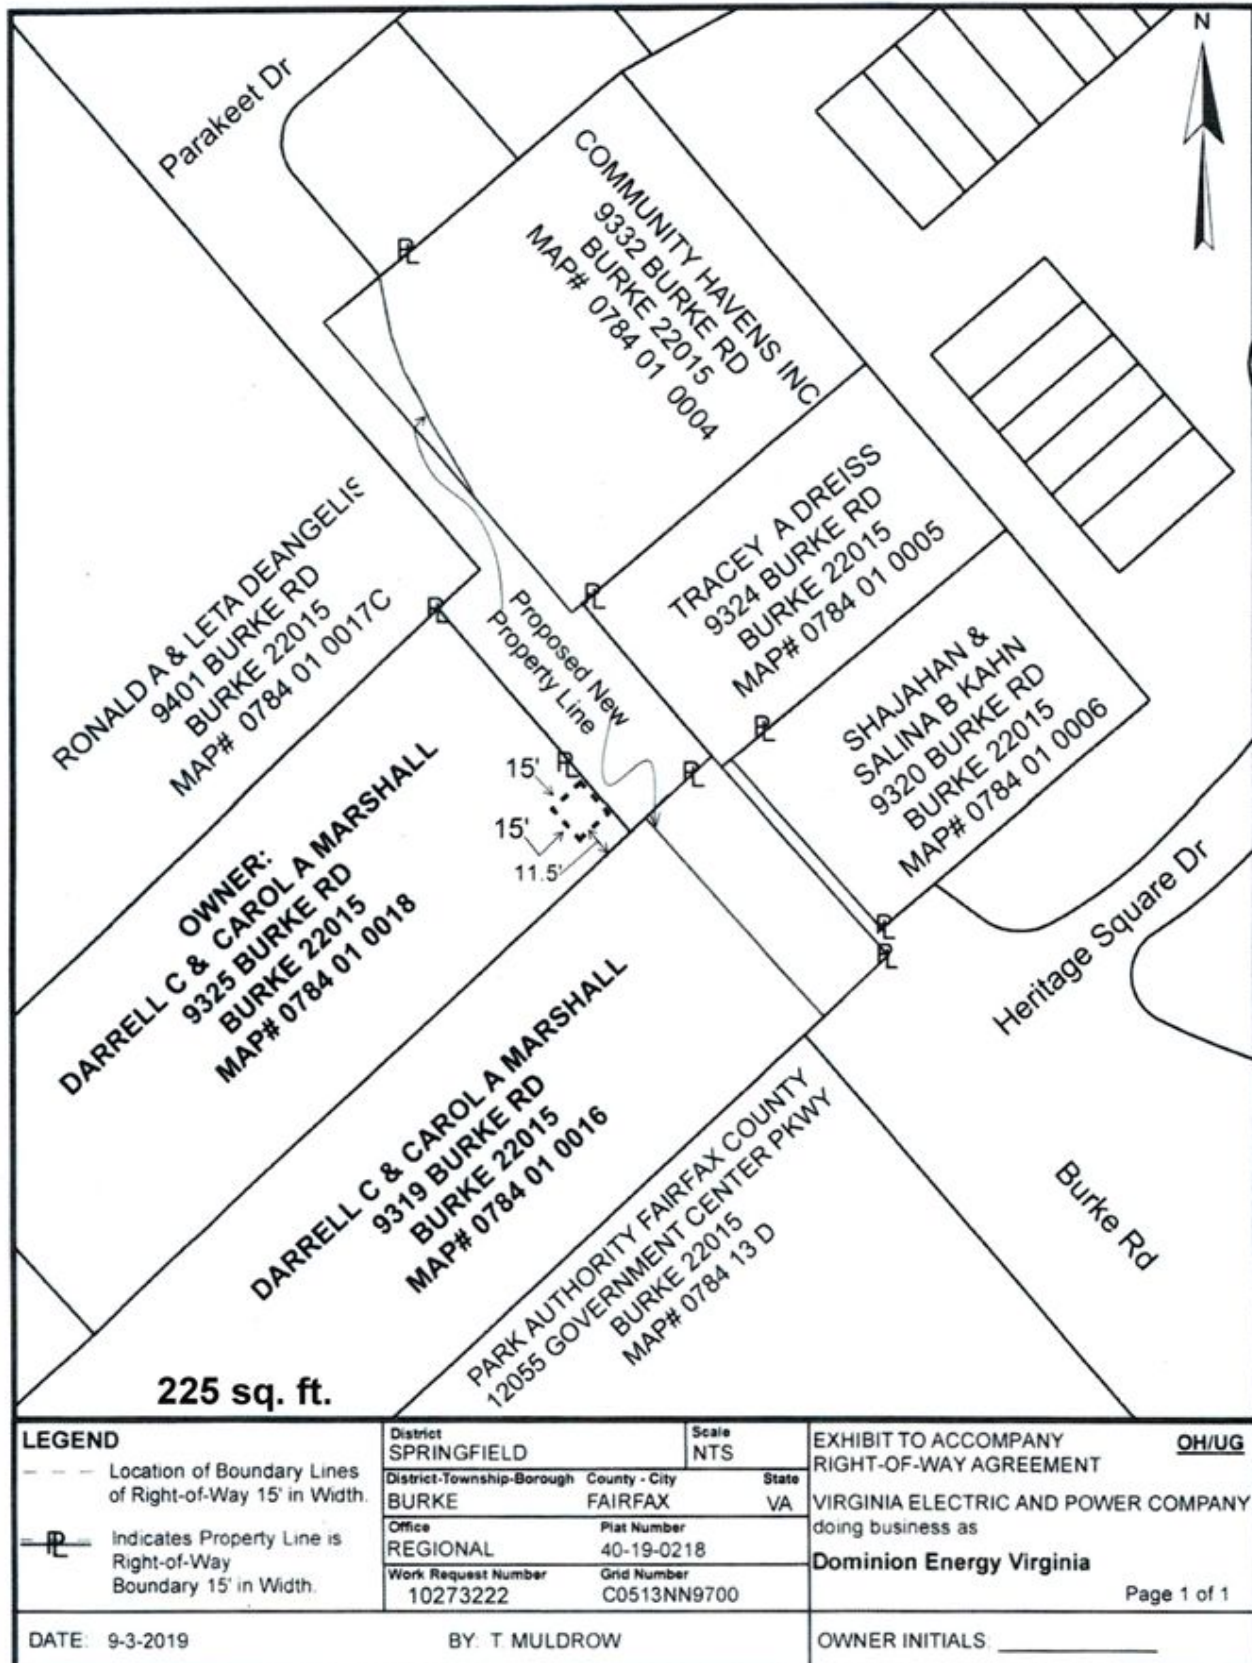 N
Parakeet Dr
COMMUNITY HAVENS INC
9332 BURKE RD
BURKE 22015
MAP# 0784 01 0004
PL
TRACEY A DREISS
9324 BURKE RD
BURKE 22015
MAP# 0784 01 0005
RONALD A & LETA DEANGELIS
9401 BURKE RD
BURKE 22015
MAP# 0784 01 0017C
PL
PL
Proposed New
Property Line
SHAJAHAN &
SALINA B KAHN
9320 BURKE RD
BURKE 22015
MAP# 0784 01 0006
PL
PL
PL
15'
15'
11.5'
OWNER:
DARRELL C & CAROL A MARSHALL
9325 BURKE RD
BURKE 22015
MAP# 0784 01 0018
PL
PL
Heritage Square Dr
DARRELL C & CAROL A MARSHALL
9319 BURKE RD
BURKE 22015
MAP# 0784 01 0016
PARK AUTHORITY FAIRFAX COUNTY
12055 GOVERNMENT CENTER PKWY
BURKE 22015
MAP# 0784 13 D
Burke Rd
225 sq. ft.
LEGEND
Location of Boundary Lines
of Right-of-Way 15' in Width.
PL
Indicates Property Line is
Right-of-Way
Boundary 15' in Width.
District
SPRINGFIELD
Scale
NTS
District-Township-Borough County - City State
BURKE FAIRFAX VA
Office
REGIONAL
Plat Number
40-19-0218
Work Request Number
10273222
Grid Number
C0513NN9700
EXHIBIT TO ACCOMPANY
RIGHT-OF-WAY AGREEMENT
OH/UG
VIRGINIA ELECTRIC AND POWER COMPANY
doing business as
Dominion Energy Virginia
Page 1 of 1
DATE: 9-3-2019
BY: T. MULDROW
OWNER INITIALS: